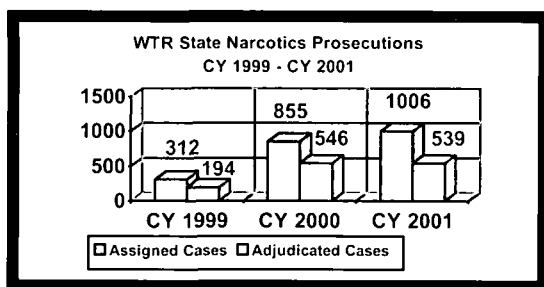 WTR State Narcotics Prosecutions
CY 1999 - CY 2001
1500
1000
500
0
312
194
855
546
1006
539
CY 1999 CY 2000 CY 2001
Assigned Cases Adjudicated Cases